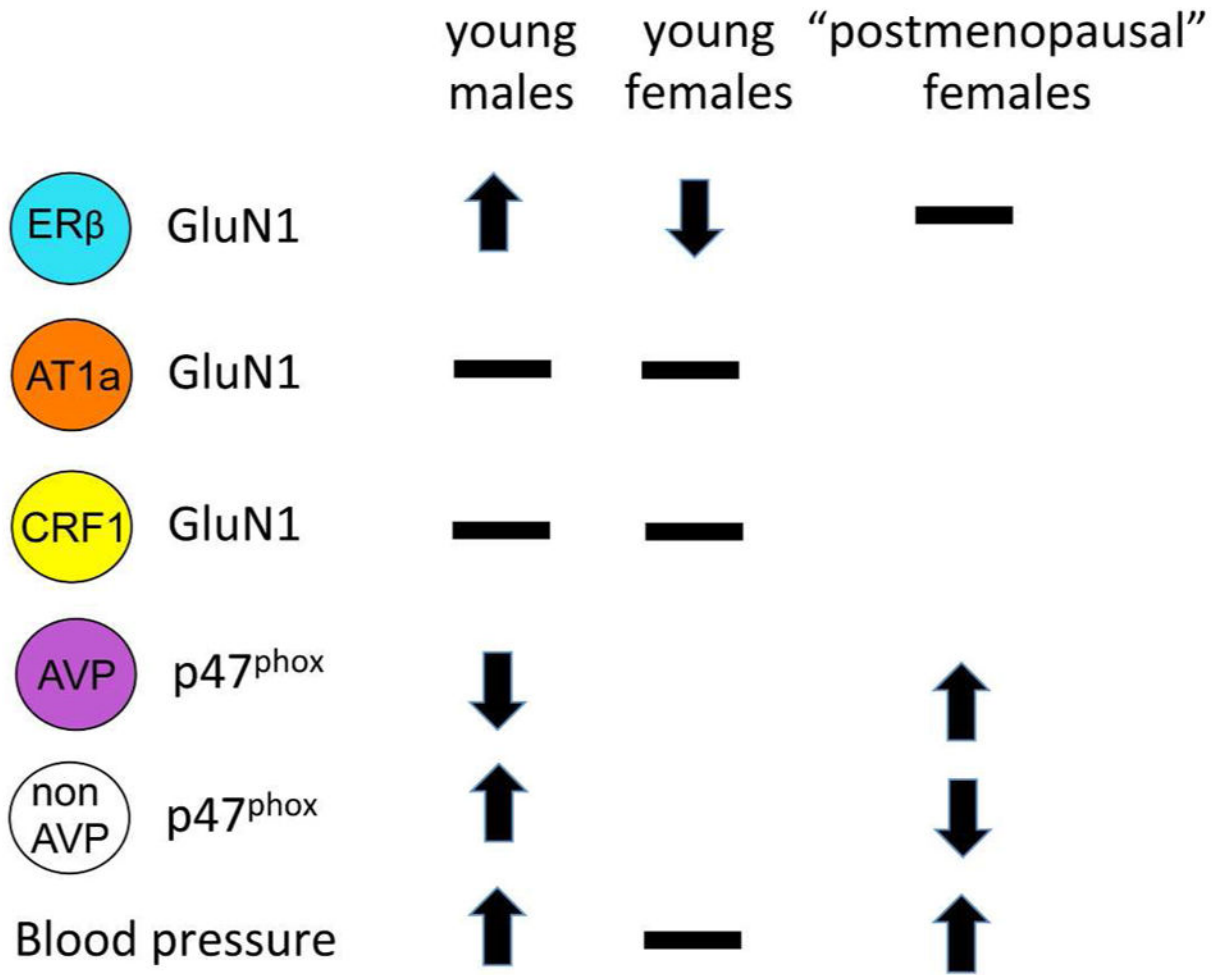 young males
young females
“postmenopausal” females
ERβ GluN1
AT1a GluN1
CRF1 GluN1
AVP p47phox
non AVP p47phox
Blood pressure